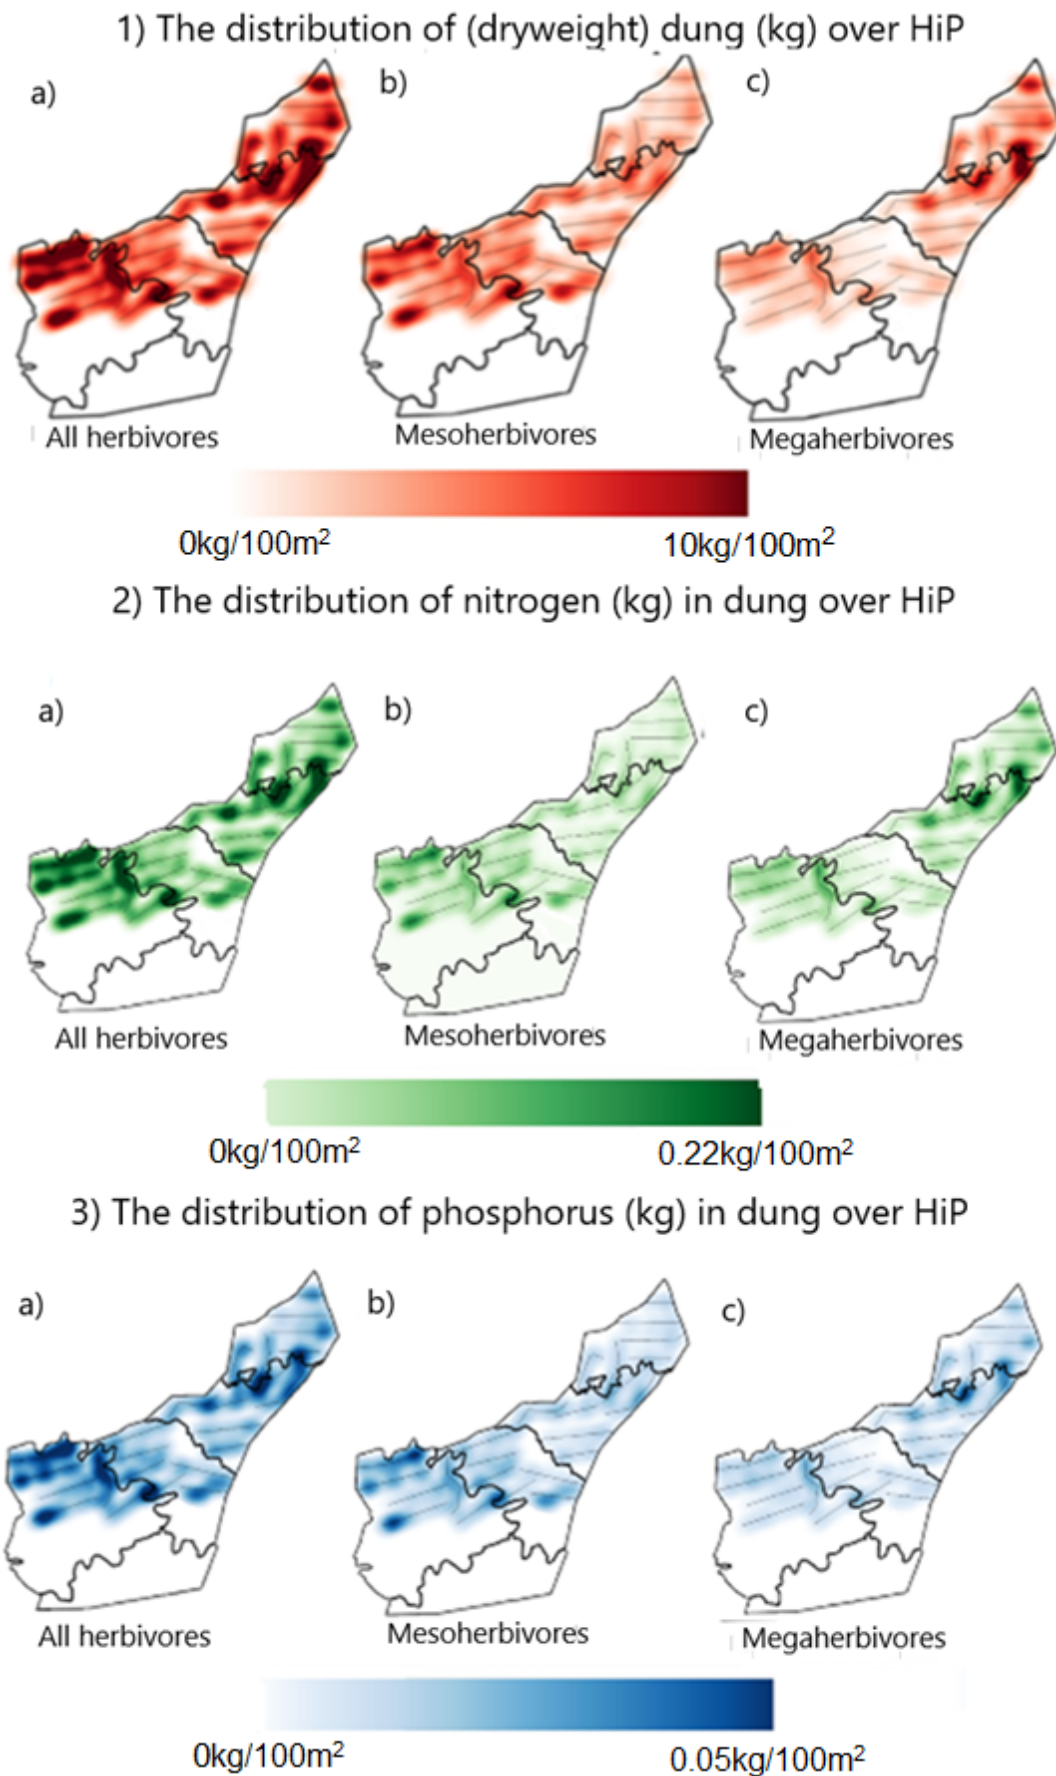 1) The distribution of (dryweight) dung (kg) over HiP
a)
b)
c)
All herbivores
Mesoherbivores
Megaherbivores
0kg/100m²
10kg/100m²
2) The distribution of nitrogen (kg) in dung over HiP
a)
b)
c)
All herbivores
Mesoherbivores
Megaherbivores
0kg/100m²
0.22kg/100m²
3) The distribution of phosphorus (kg) in dung over HiP
a)
b)
c)
All herbivores
Mesoherbivores
Megaherbivores
0kg/100m²
0.05kg/100m²